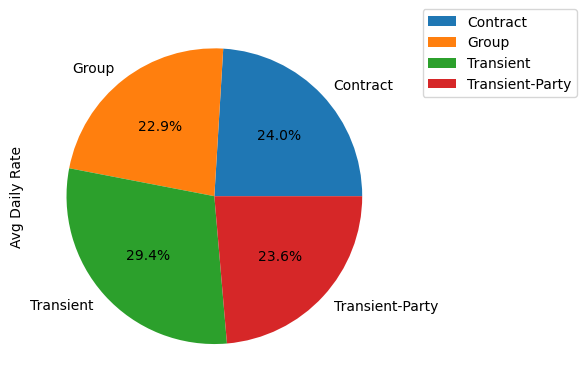 Contract
Group
Transient
Transient-Party
Group
Contract
22.9%
24.0%
Avg Daily Rate
29.4%
23.6%
Transient
Transient-Party